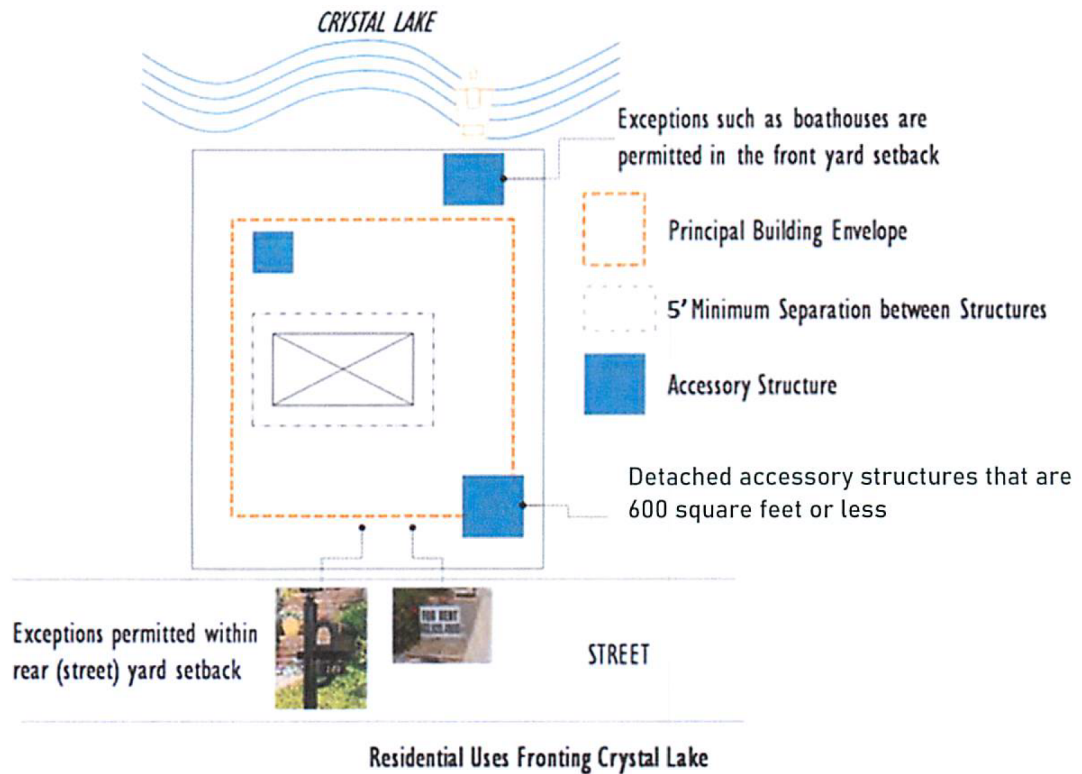 CRYSTAL LAKE
Exceptions such as boathouses are
permitted in the front yard setback
Principal Building Envelope
5' Minimum Separation between Structures
Accessory Structure
Detached accessory structures that are
600 square feet or less
FOR RENT
Exceptions permitted within
rear (street) yard setback
STREET
Residential Uses Fronting Crystal Lake